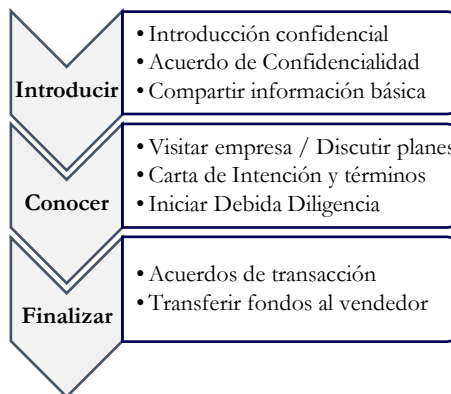 Introducir
• Introducción confidencial
• Acuerdo de Confidencialidad
• Compartir información básica
Conocer
• Visitar empresa / Discutir planes
• Carta de Intención y términos
• Iniciar Debida Diligencia
Finalizar
• Acuerdos de transacción
• Transferir fondos al vendedor